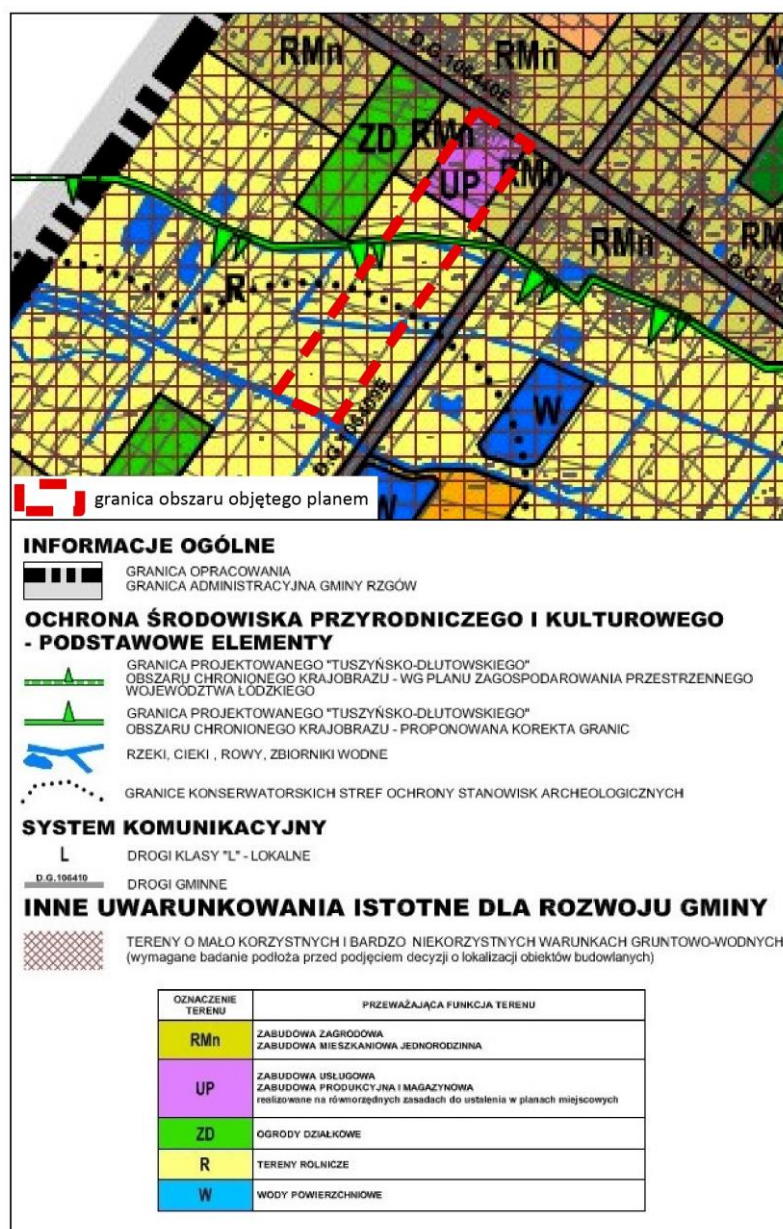 RMn
D.G.106440E
RMn
L
M
ZD
RMn
UP
RMn
L
RMn
RM
R
W
D.G.106409E
W
granica obszaru objętego planem
INFORMACJE OGÓLNE
GRANICA OPRACOWANIA
GRANICA ADMINISTRACYJNA GMINY RZGÓW
OCHRONA ŚRODOWISKA PRZYRODNICZEGO I KULTUROWEGO
- PODSTAWOWE ELEMENTY
GRANICA PROJEKTOWANEGO "TUSZYŃSKO-DŁUTOWSKIEGO"
OBSZARU CHRONIONEGO KRAJOBRAZU - WG PLANU ZAGOSPODAROWANIA PRZESTRZENNEGO
WOJEWÓDZTWA ŁÓDZKIEGO
GRANICA PROJEKTOWANEGO "TUSZYŃSKO-DŁUTOWSKIEGO"
OBSZARU CHRONIONEGO KRAJOBRAZU - PROPONOWANA KOREKTA GRANIC
RZEKI, CIEKI , ROWY, ZBIORNIKI WODNE
GRANICE KONSERWATORSKICH STREF OCHRONY STANOWISK ARCHEOLOGICZNYCH
SYSTEM KOMUNIKACYJNY
L DROGI KLASY "L" - LOKALNE
D.G.106410 DROGI GMINNE
INNE UWARUNKOWANIA ISTOTNE DLA ROZWOJU GMINY
TERENY O MAŁO KORZYSTNYCH I BARDZO NIEKORZYSTNYCH WARUNKACH GRUNTOWO-WODNYCH
(wymagane badanie podłoża przed podjęciem decyzji o lokalizacji obiektów budowlanych)
OZNACZENIE
TERENU
PRZEWAŻAJĄCA FUNKCJA TERENU
RMn
ZABUDOWA ZAGRODOWA
ZABUDOWA MIESZKANIOWA JEDNORODZINNA
UP
ZABUDOWA USŁUGOWA
ZABUDOWA PRODUKCYJNA I MAGAZYNOWA
realizowane na równorzędnych zasadach do ustalenia w planach miejscowych
ZD OGRODY DZIAŁKOWE
R TERENY ROLNICZE
W WODY POWIERZCHNIOWE